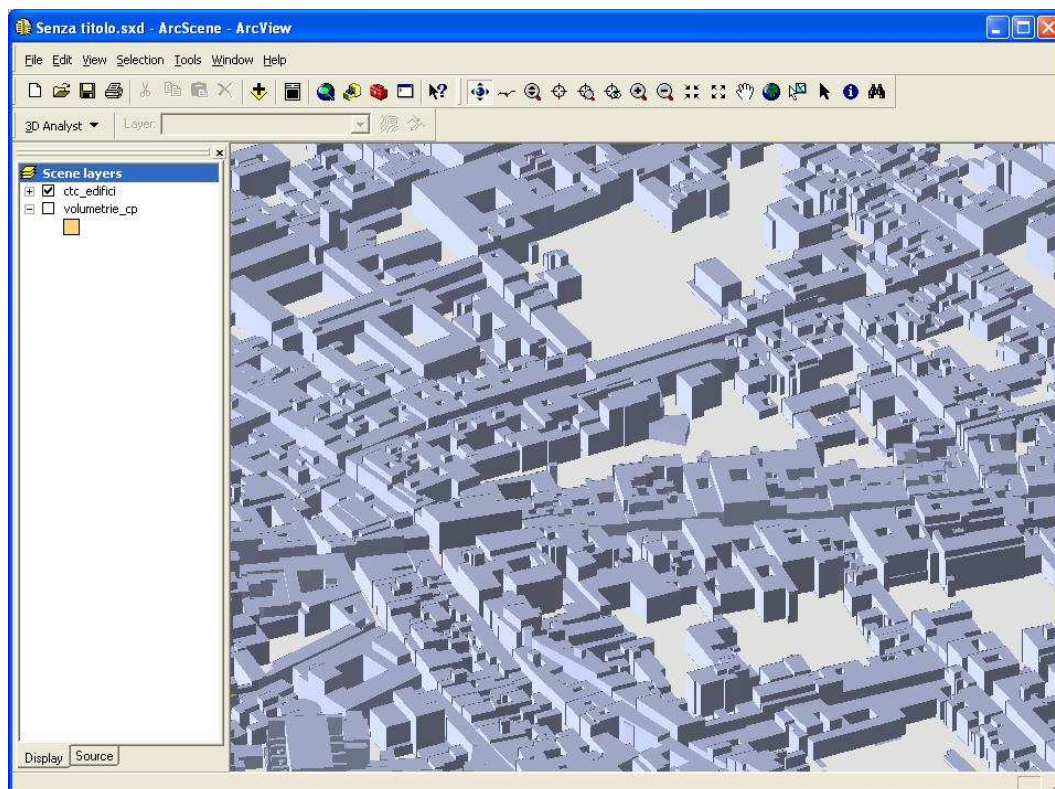 Senza titolo.sxd - ArcScene - ArcView
File Edit View Selection Tools Window Help
3D Analyst Layer:
Scene layers
ctc_edifici
volumetrie_cp
Display Source